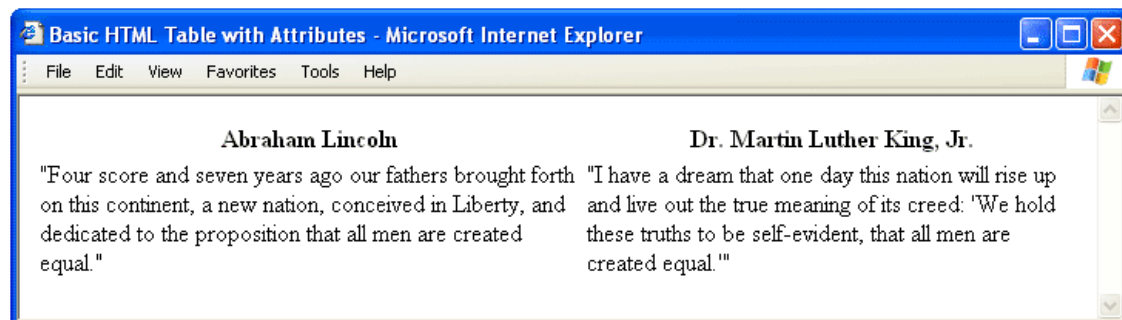 Basic HTML Table with Attributes - Microsoft Internet Explorer
File Edit View Favorites Tools Help
Abraham Lincoln
"Four score and seven years ago our fathers brought forth
on this continent, a new nation, conceived in Liberty, and
dedicated to the proposition that all men are created
equal."
Dr. Martin Luther King, Jr.
"I have a dream that one day this nation will rise up
and live out the true meaning of its creed: 'We hold
these truths to be self-evident, that all men are
created equal.'"